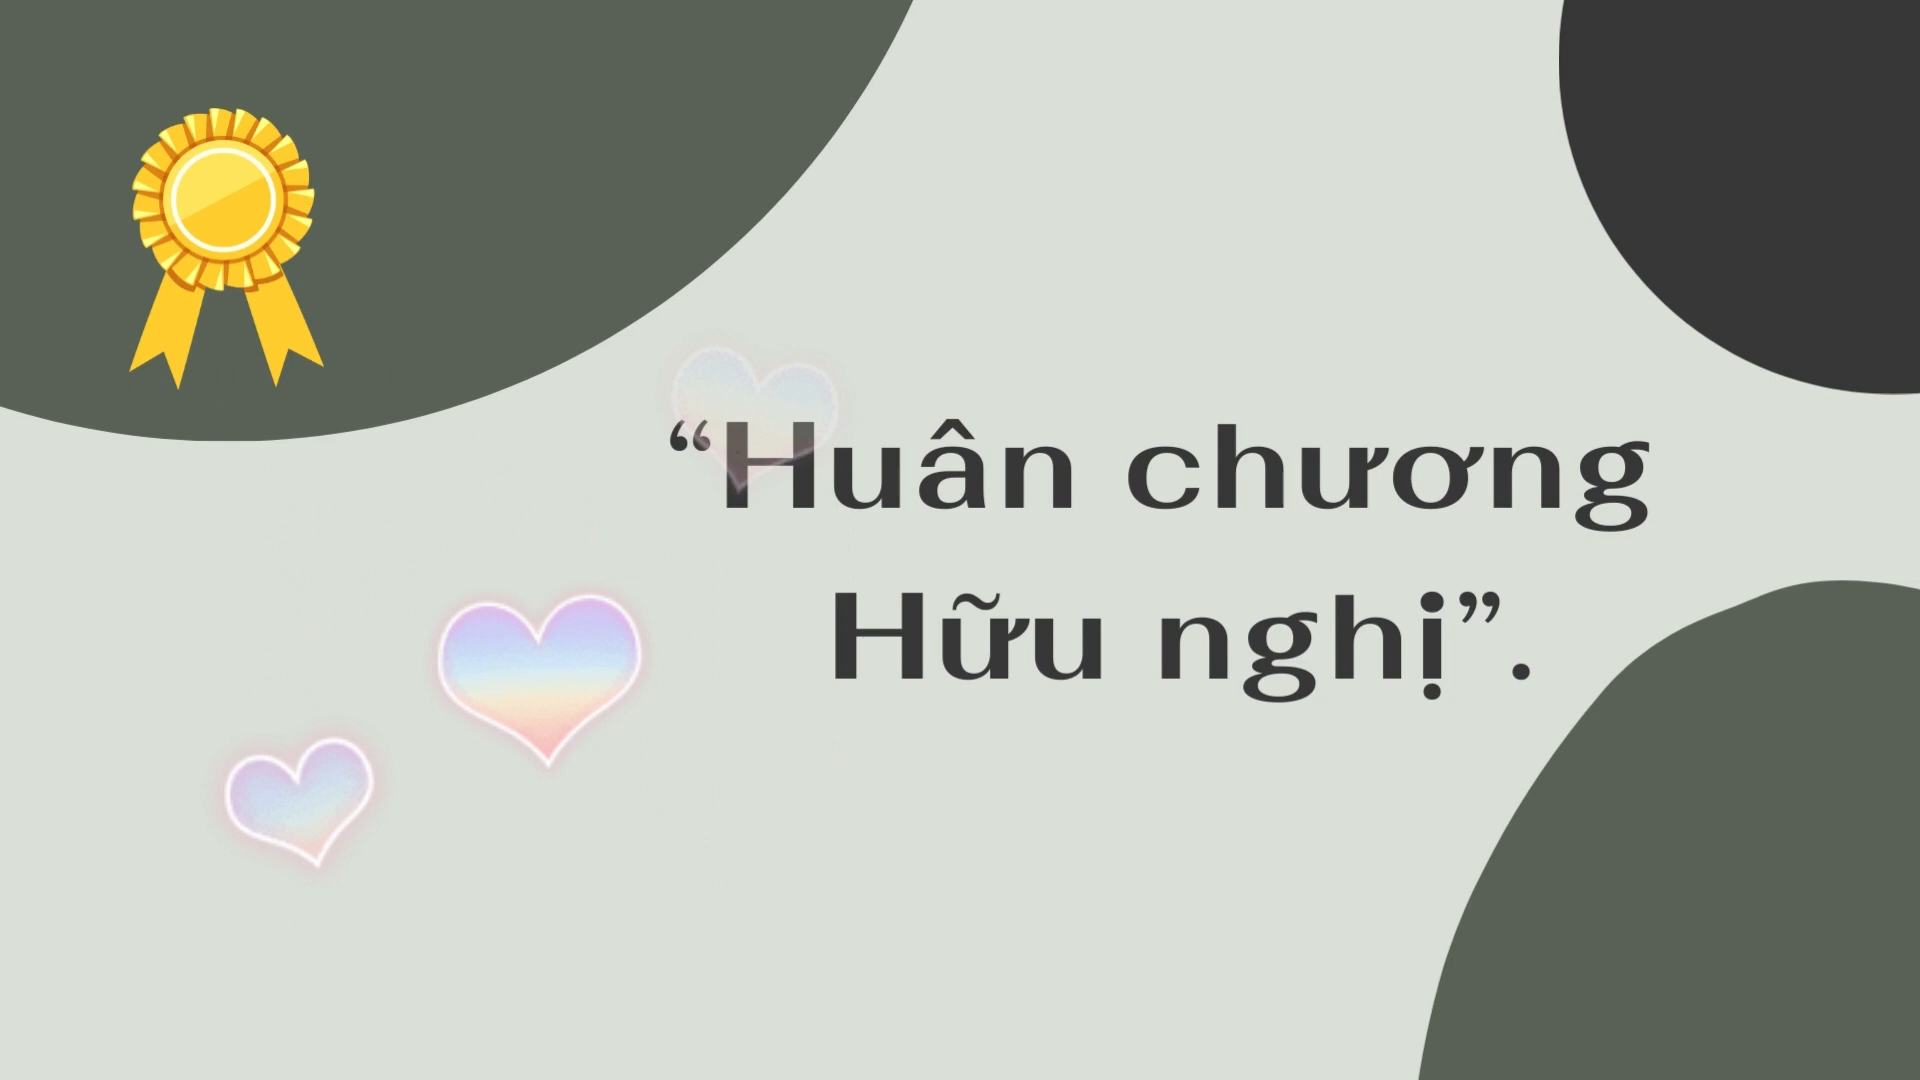 “Huân chương
Hữu nghị”.